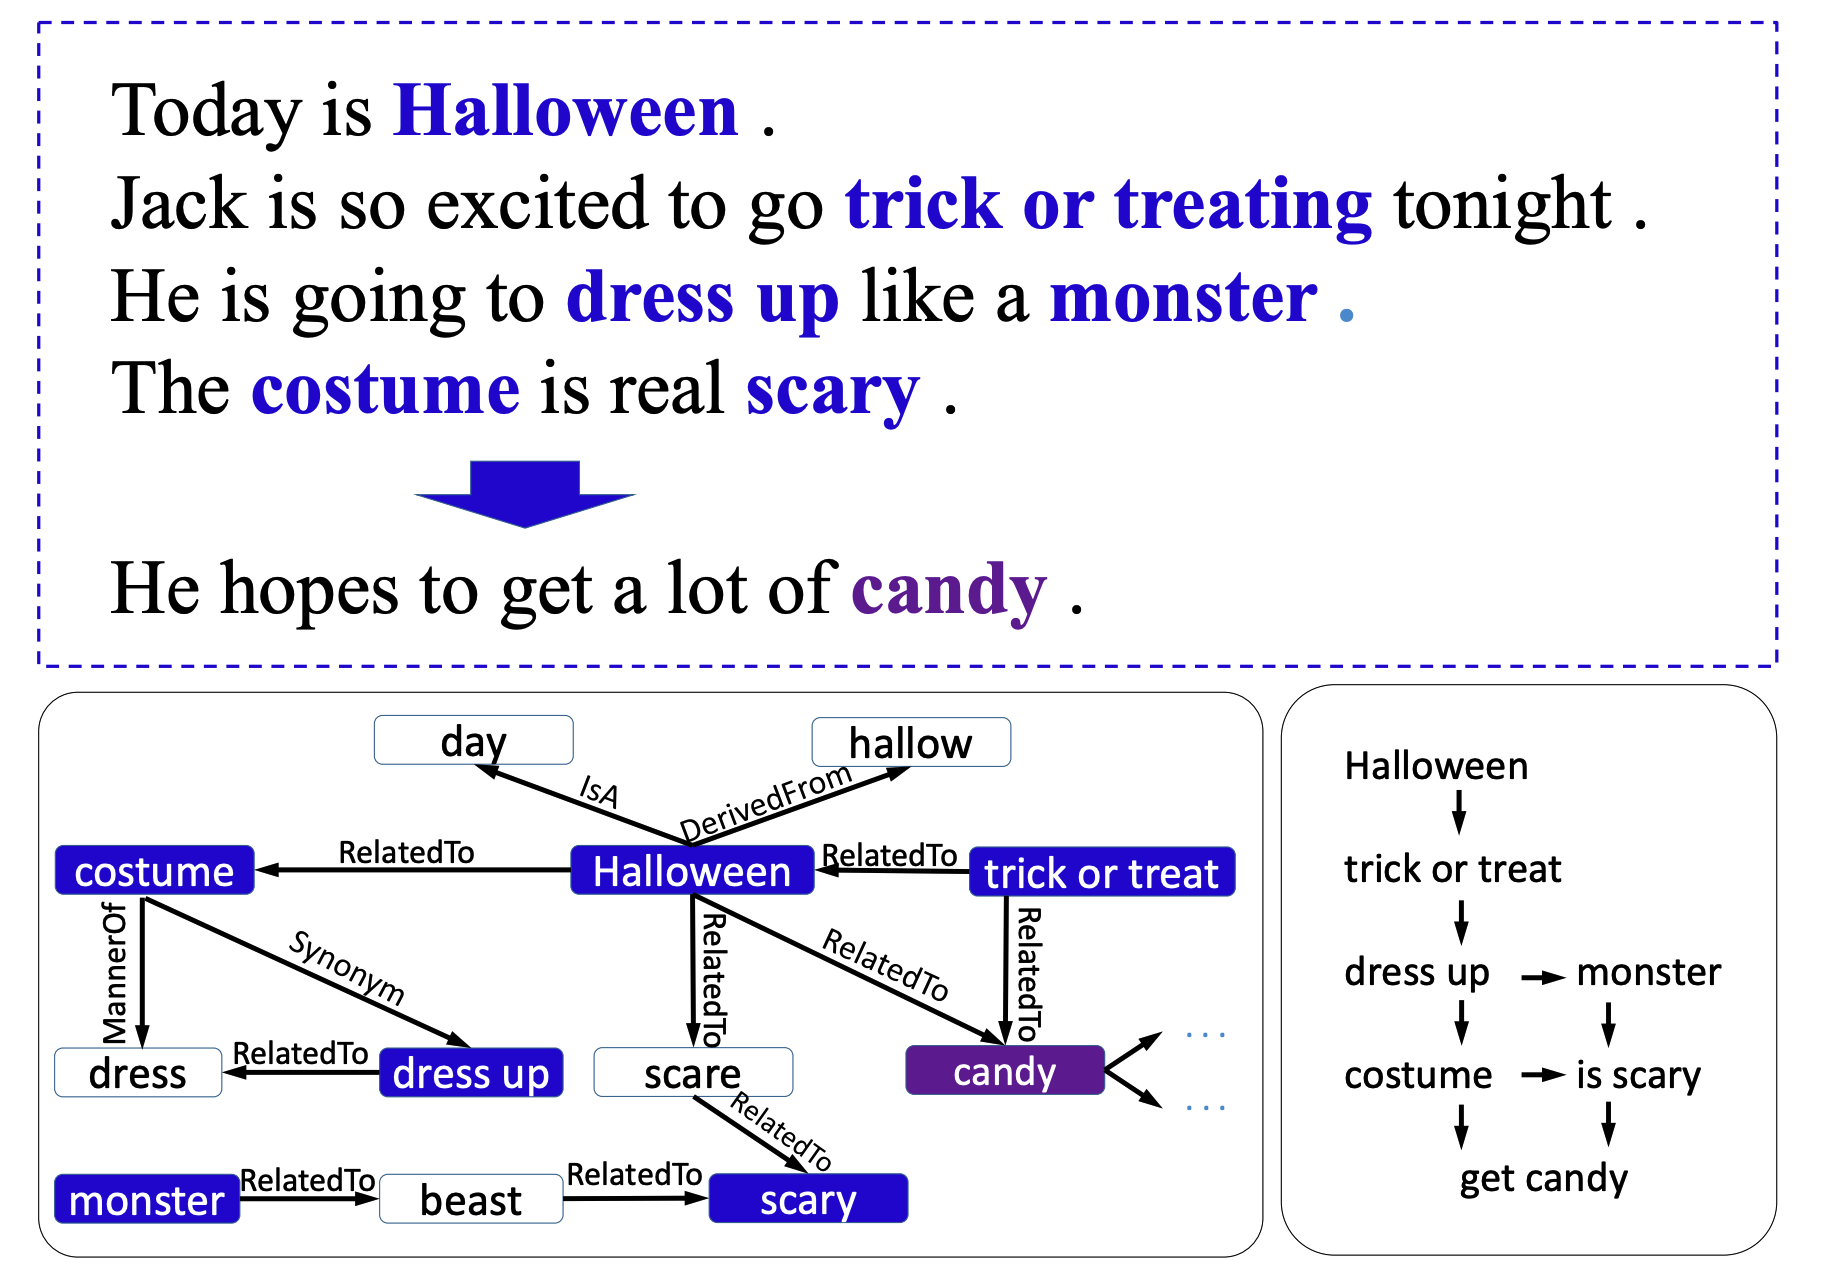 Today is Halloween .
Jack is so excited to go trick or treating tonight .
He is going to dress up like a monster .
The costume is real scary .
He hopes to get a lot of candy .
day
hallow
IsA
DerivedFrom
costume
RelatedTo
Halloween
RelatedTo
trick or treat
MannerOf
Synonym
RelatedTo
RelatedTo
RelatedTo
dress
RelatedTo
dress up
scare
candy
...
...
RelatedTo
monster
RelatedTo
beast
RelatedTo
scary
Halloween
trick or treat
dress up
monster
costume
is scary
get candy